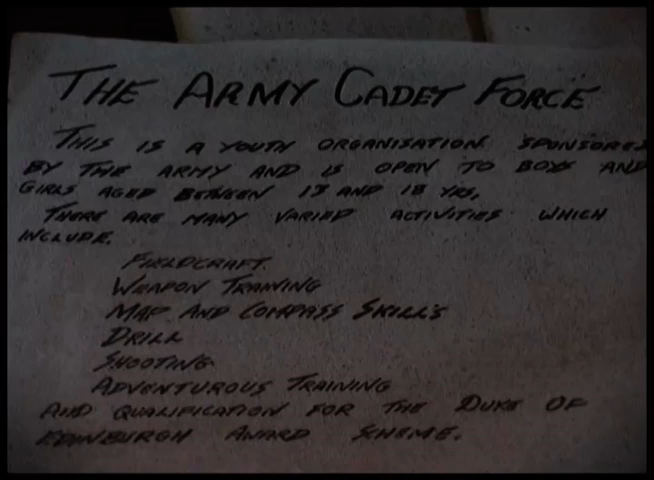 THE ARMY CADET FORCE
THIS IS A YOUTH ORGANISATION SPONSORED
BY THE ARMY AND IS OPEN TO BOYS AND
GIRLS AGED BETWEEN 13 AND 18 YRS.
THERE ARE MANY VARIED ACTIVITIES WHICH
INCLUDE.
FIELDCRAFT.
WEAPON TRAINING
MAP AND COMPASS SKILL'S
DRILL
SHOOTING
ADVENTUROUS TRAINING
AND QUALIFICATION FOR THE DUKE OF
EDINBURGH AWARD SCHEME.